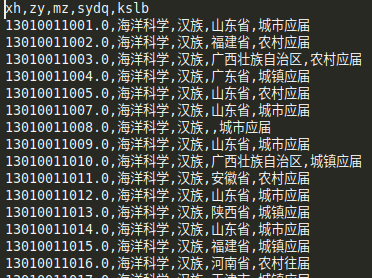 xh,zy,mz,sydq,kslb
13010011001.0,海洋科学,汉族,山东省,城市应届
13010011002.0,海洋科学,汉族,福建省,农村应届
13010011003.0,海洋科学,汉族,广西壮族自治区,农村应届
13010011004.0,海洋科学,汉族,广东省,城镇应届
13010011005.0,海洋科学,汉族,山东省,农村应届
13010011007.0,海洋科学,汉族,山东省,城市应届
13010011008.0,海洋科学,汉族,,城市应届
13010011009.0,海洋科学,汉族,山东省,城市应届
13010011010.0,海洋科学,汉族,广西壮族自治区,城镇应届
13010011011.0,海洋科学,汉族,安徽省,农村应届
13010011012.0,海洋科学,汉族,山东省,城市应届
13010011013.0,海洋科学,汉族,陕西省,城镇应届
13010011014.0,海洋科学,汉族,山东省,城市应届
13010011015.0,海洋科学,汉族,福建省,城镇应届
13010011016.0,海洋科学,汉族,河南省,农村往届